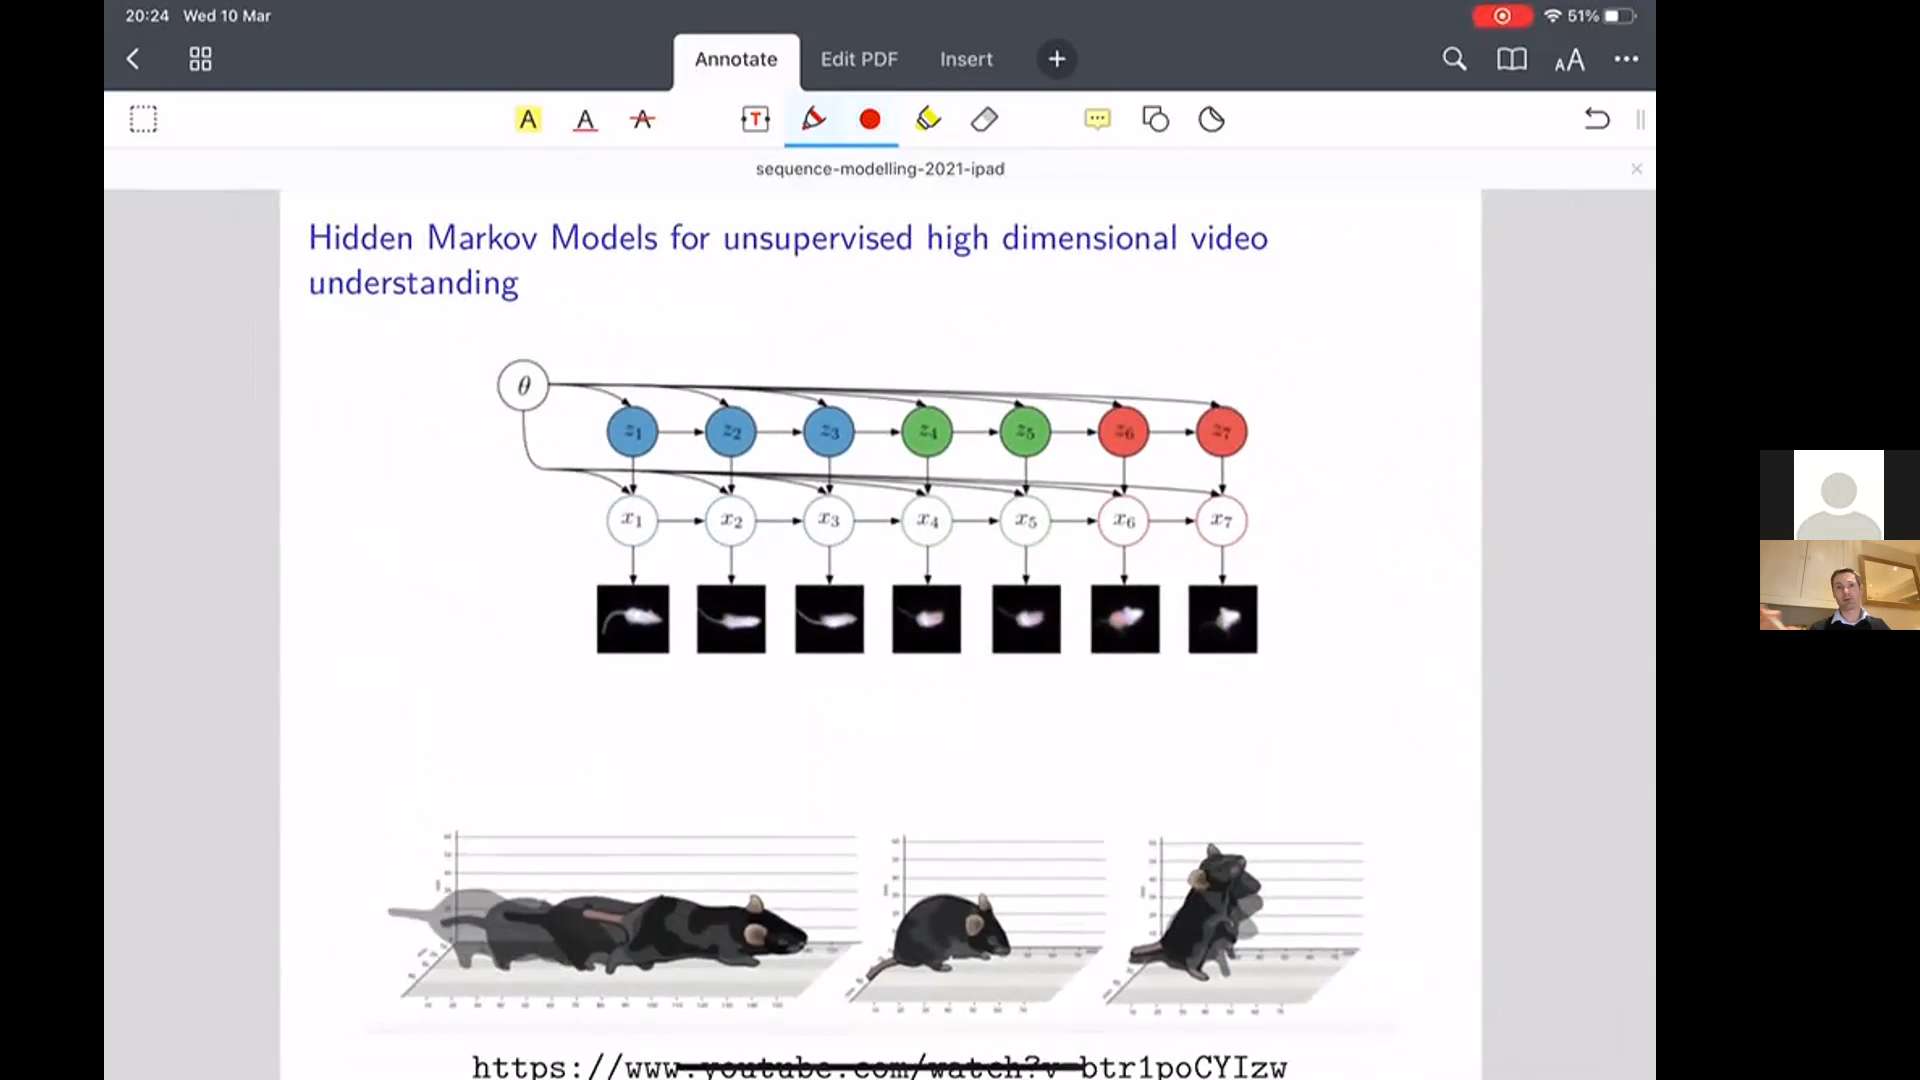 20:24 Wed 10 Mar
51%
Annotate Edit PDF Insert
A A A T AA
sequence-modelling-2021-ipad
Hidden Markov Models for unsupervised high dimensional video
understanding
θ
z1 z2 z3 z4 z5 z6 z7
x1 x2 x3 x4 x5 x6 x7
https://www.youtube.com/watch?v=btr1poCYIzw